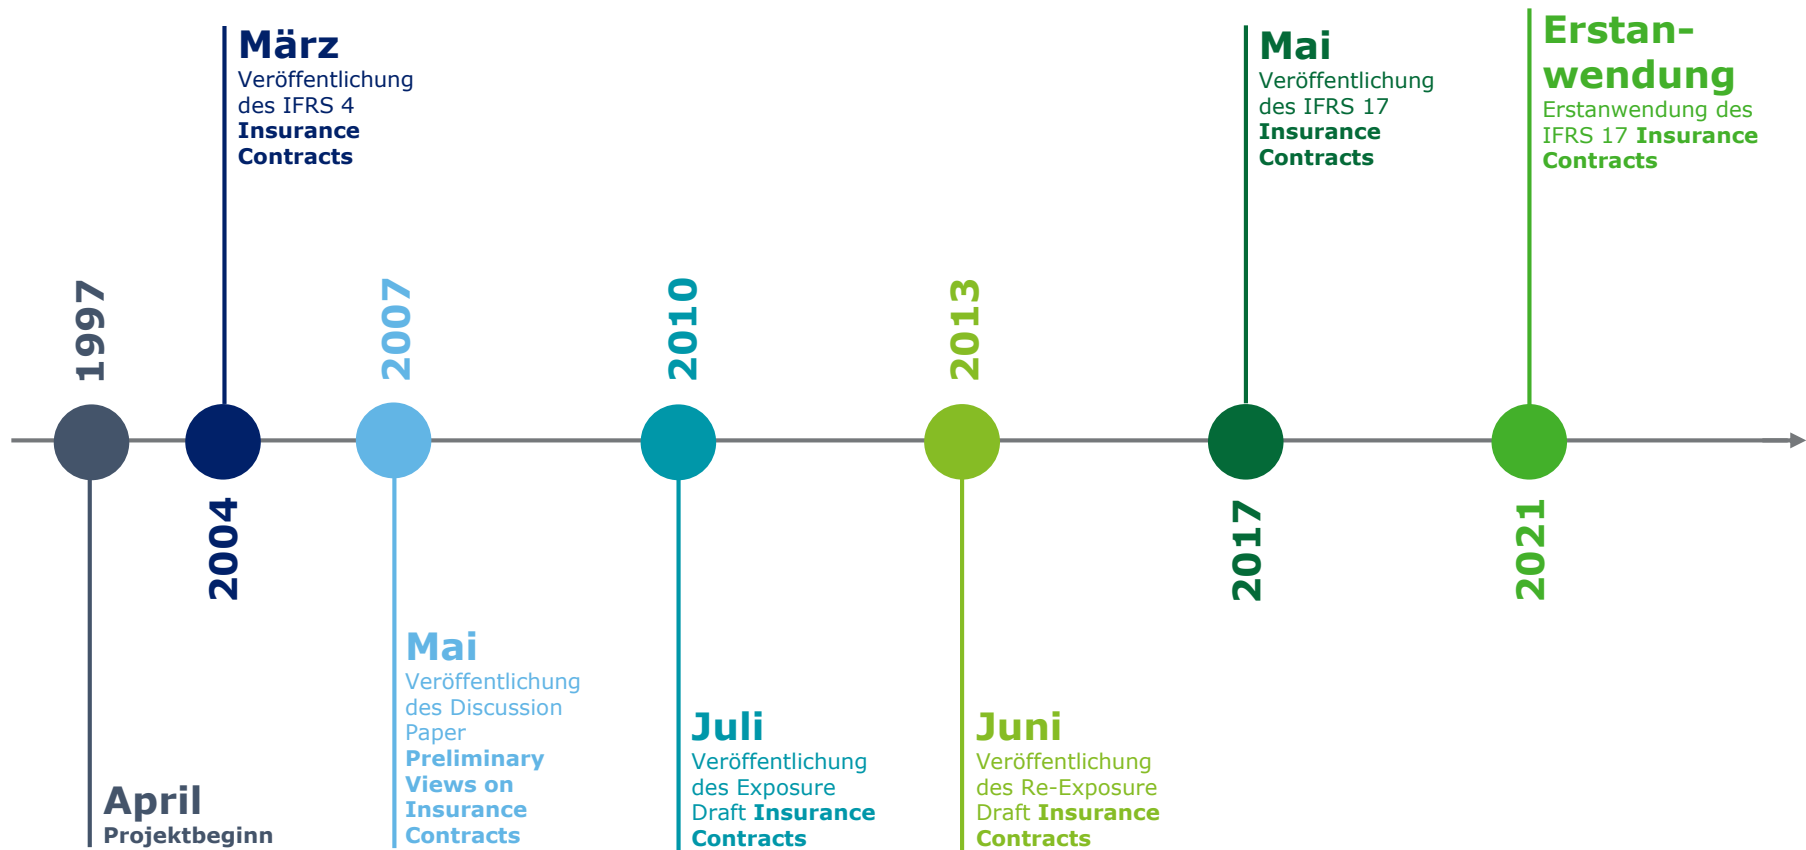 März
Veröffentlichung
des IFRS 4
Insurance
Contracts
Mai
Veröffentlichung
des IFRS 17
Insurance
Contracts
Erstan-
wendung
Erstanwendung des
IFRS 17 Insurance
Contracts
1997
2004
2007
2010
2013
2017
2021
April
Projektbeginn
Mai
Veröffentlichung
des Discussion
Paper
Preliminary
Views on
Insurance
Contracts
Juli
Veröffentlichung
des Exposure
Draft Insurance
Contracts
Juni
Veröffentlichung
des Re-Exposure
Draft Insurance
Contracts